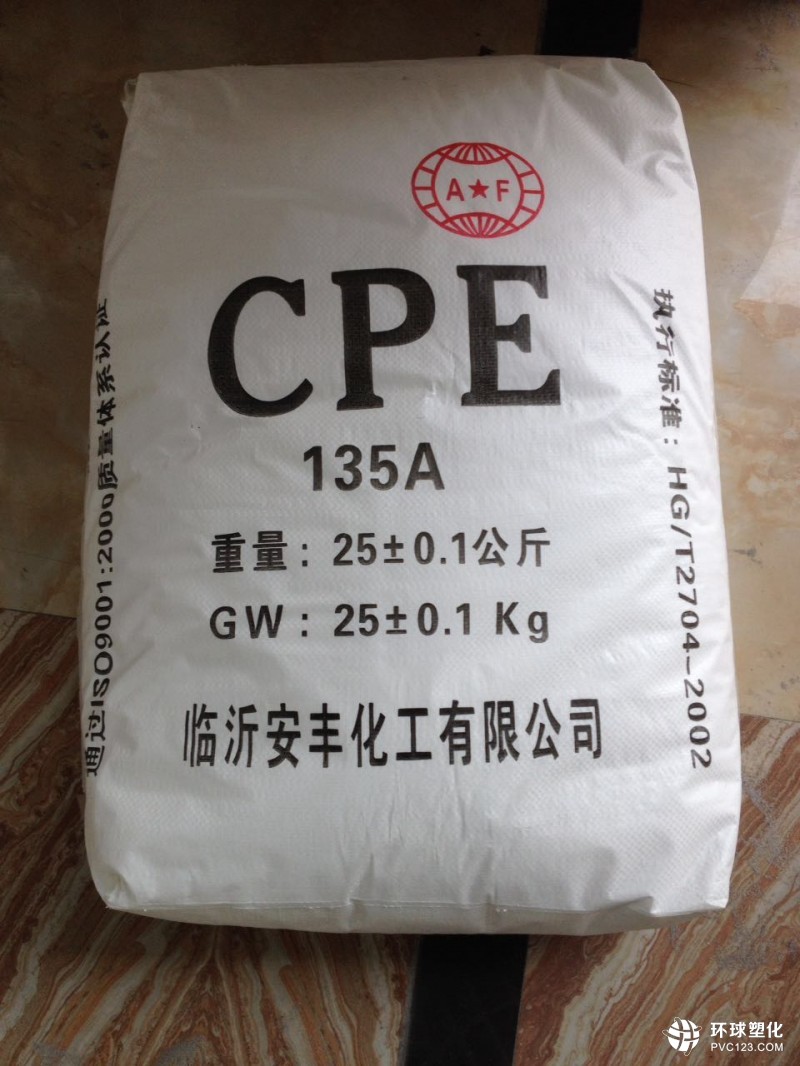 A★F
CPE
135A
重量：25±0.1公斤
GW：25±0.1 Kg
临沂安丰化工有限公司
通过ISO9001:2000质量体系认证
执行标准：HG/T2704-2002
环球塑化
PVC123.COM